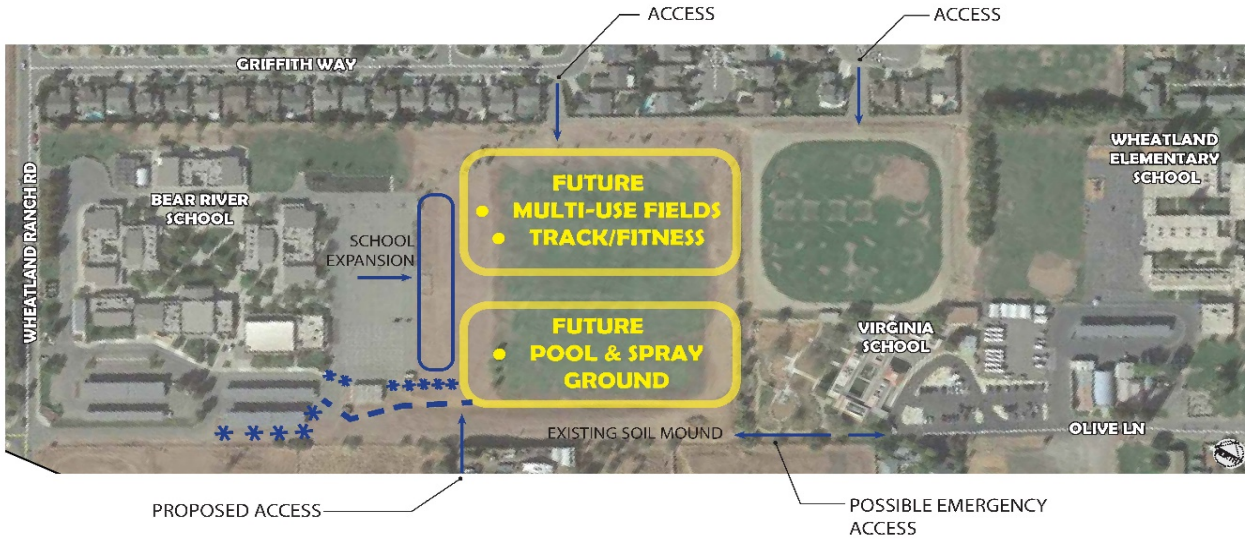 ACCESS
ACCESS
GRIFFITH WAY
WHEATLAND RANCH RD
BEAR RIVER
SCHOOL
SCHOOL
EXPANSION
FUTURE
• MULTI-USE FIELDS
• TRACK/FITNESS
WHEATLAND
ELEMENTARY
SCHOOL
FUTURE
• POOL & SPRAY
GROUND
VIRGINIA
SCHOOL
EXISTING SOIL MOUND
OLIVE LN
PROPOSED ACCESS
POSSIBLE EMERGENCY
ACCESS